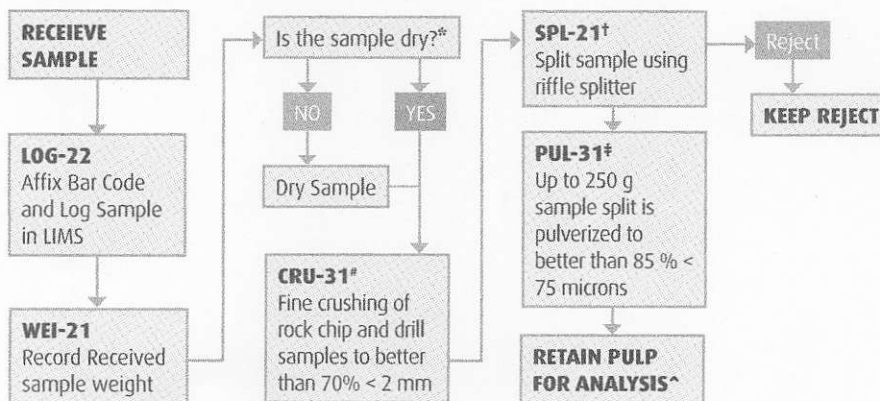 RECEIEVE
SAMPLE
LOG-22
Affix Bar Code
and Log Sample
in LIMS
WEI-21
Record Received
sample weight
Is the sample dry?*
NO
YES
Dry Sample
CRU-31#
Fine crushing of
rock chip and drill
samples to better
than 70% < 2 mm
SPL-21†
Split sample using
riffle splitter
Reject
KEEP REJECT
PUL-31‡
Up to 250 g
sample split is
pulverized to
better than 85 % <
75 microns
RETAIN PULP
FOR ANALYSIS^